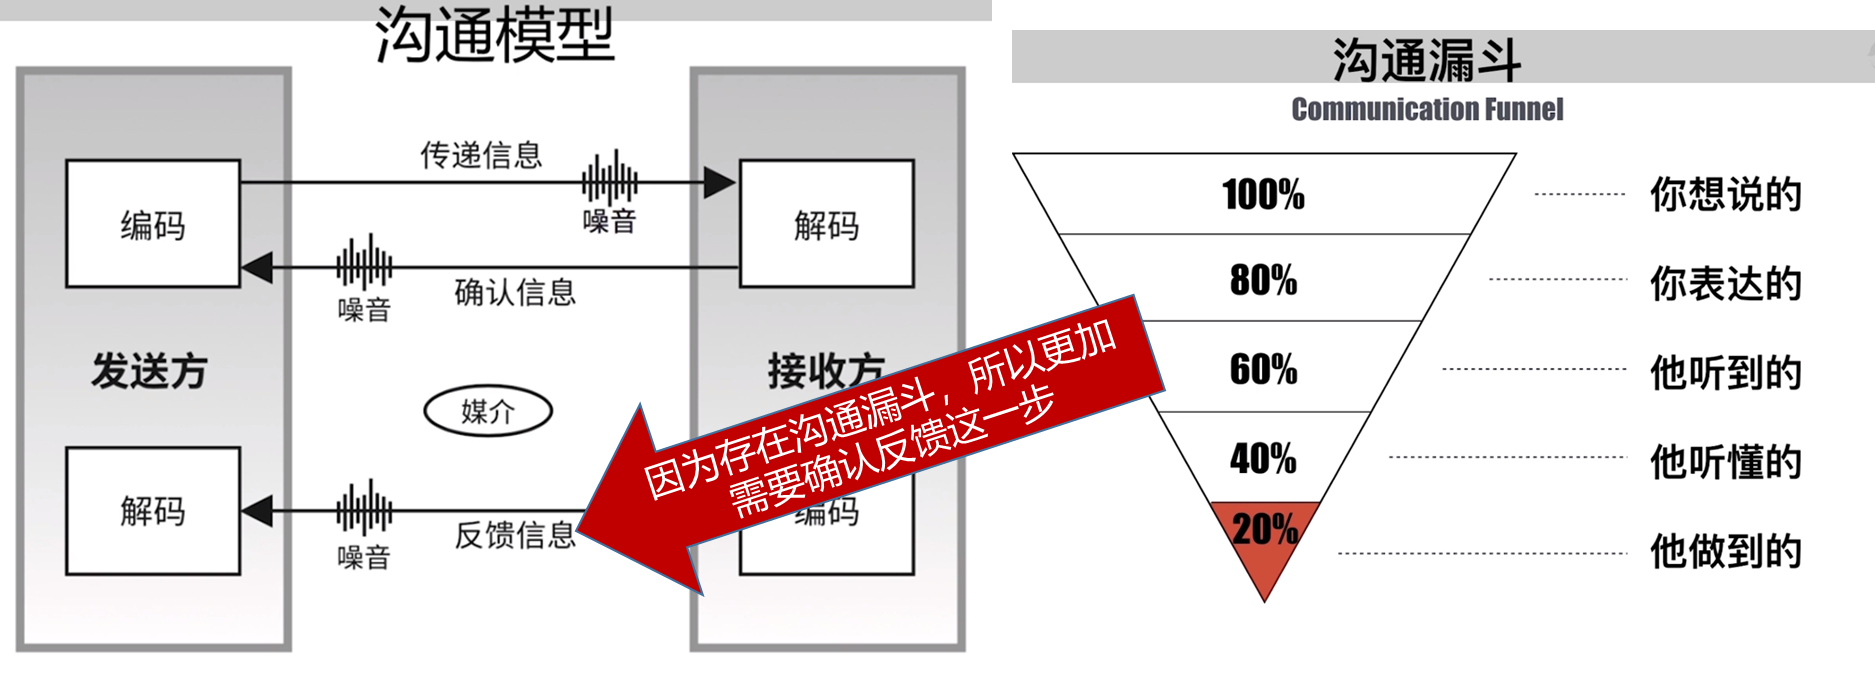 沟通模型
传递信息
噪音
编码
解码
噪音
确认信息
发送方
接收方
媒介
解码
编码
噪音
反馈信息
因为存在沟通漏斗，所以更加
需要确认反馈这一步
沟通漏斗
Communication Funnel
100%
你想说的
80%
你表达的
60%
他听到的
40%
他听懂的
20%
他做到的